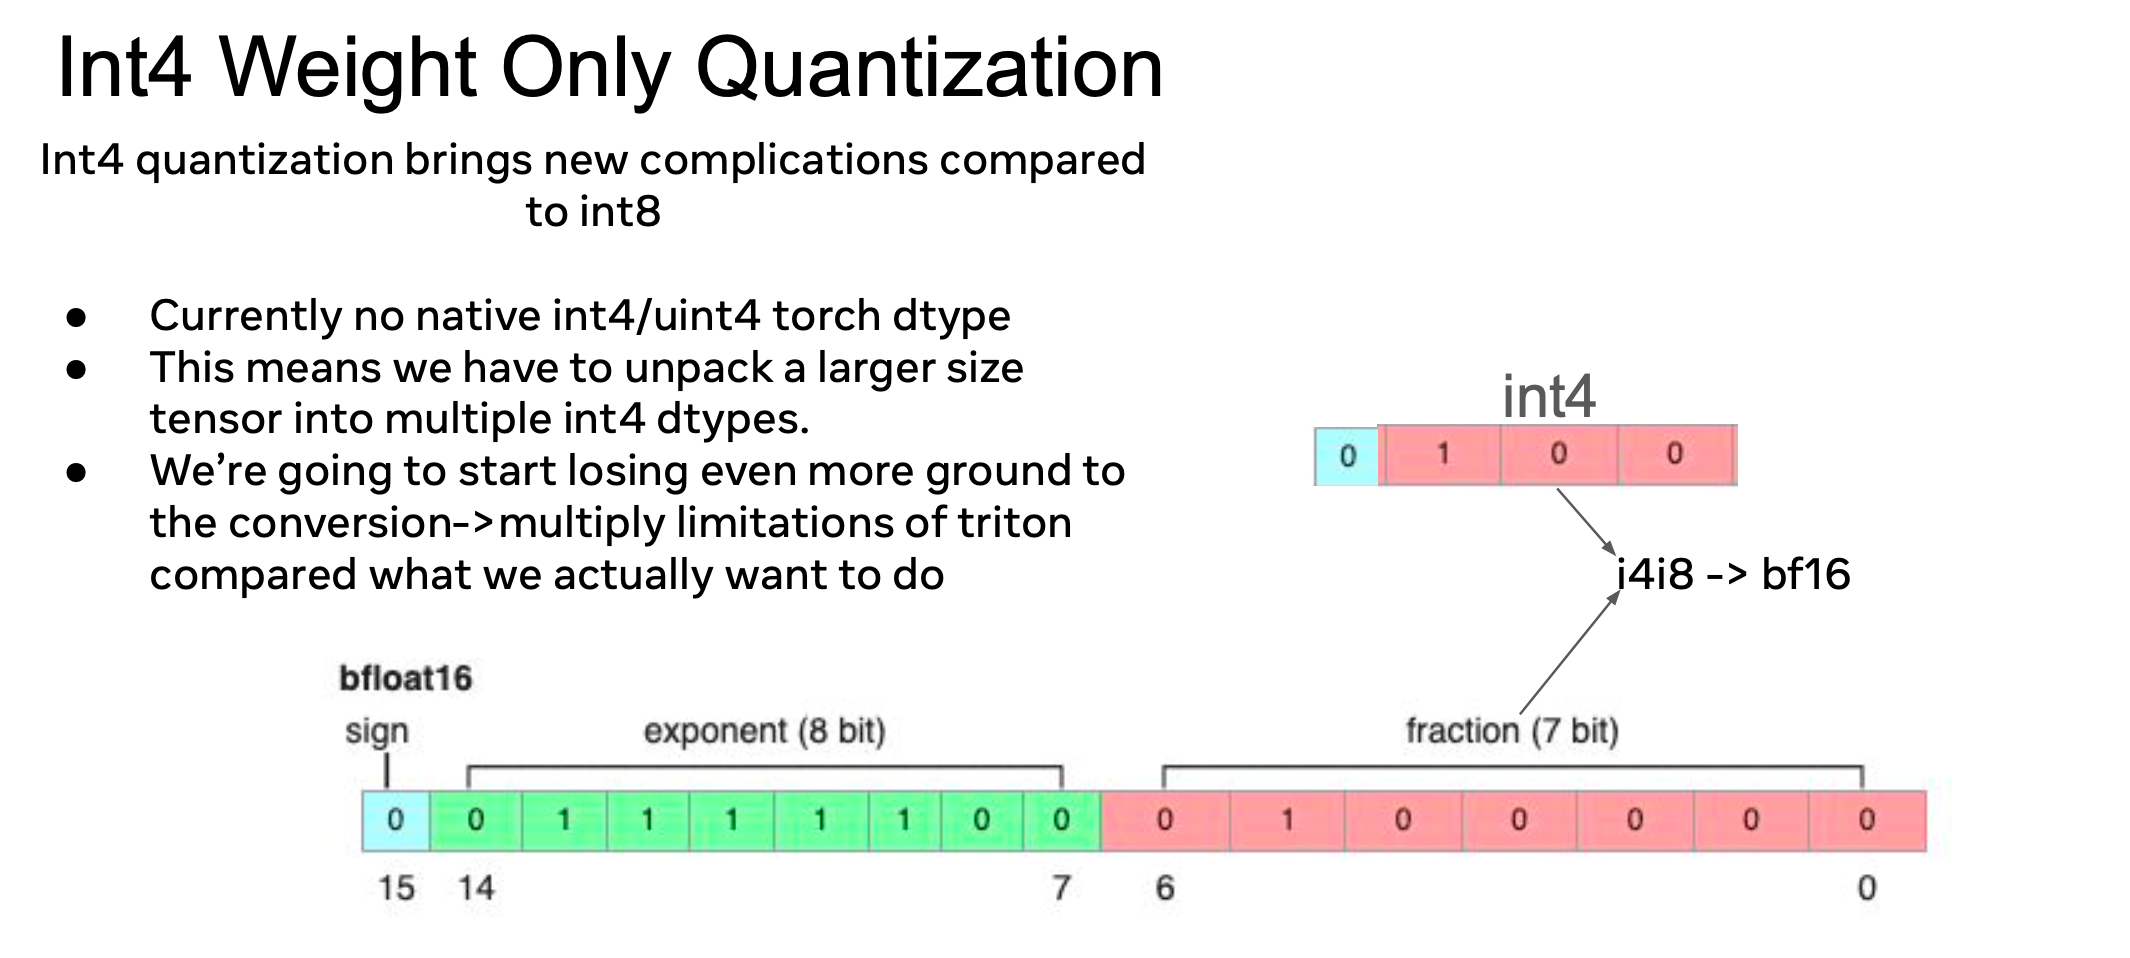 Int4 Weight Only Quantization
Int4 quantization brings new complications compared
to int8
● Currently no native int4/uint4 torch dtype
● This means we have to unpack a larger size
tensor into multiple int4 dtypes.
● We’re going to start losing even more ground to
the conversion->multiply limitations of triton
compared what we actually want to do
int4
0 1 0 0
i4i8 -> bf16
bfloat16
sign exponent (8 bit) fraction (7 bit)
0 0 1 1 1 1 1 0 0 0 1 0 0 0 0 0
15 14 7 6 0